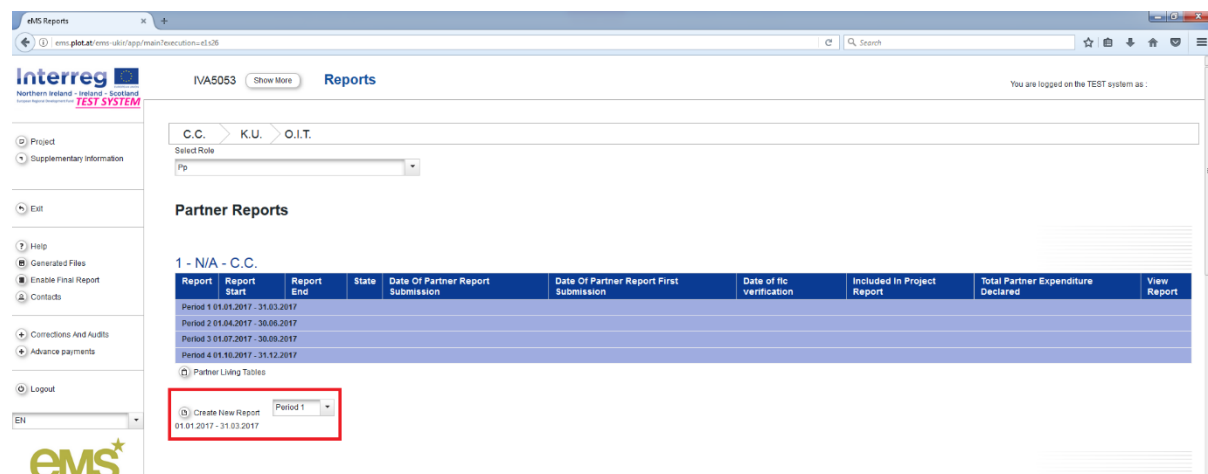 eMS Reports
ems.plot.at/ems-ukir/app/main?execution=e1s26
Search
Interreg
Northern Ireland - Ireland - Scotland
European Regional Development Fund
TEST SYSTEM
IVA5053 Show More Reports
You are logged on the TEST system as :
Project
Supplementary Information
Exit
Help
Generated Files
Enable Final Report
Contacts
Corrections And Audits
Advance payments
Logout
EN
eMS
C.C. K.U. O.I.T.
Select Role
Pp
Partner Reports
1 - N/A - C.C.
Report Report Start Report End State Date Of Partner Report Submission Date Of Partner Report First Submission Date of flc verification Included In Project Report Total Partner Expenditure Declared View Report
Period 1 01.01.2017 - 31.03.2017
Period 2 01.04.2017 - 30.06.2017
Period 3 01.07.2017 - 30.09.2017
Period 4 01.10.2017 - 31.12.2017
Partner Living Tables
Create New Report Period 1
01.01.2017 - 31.03.2017